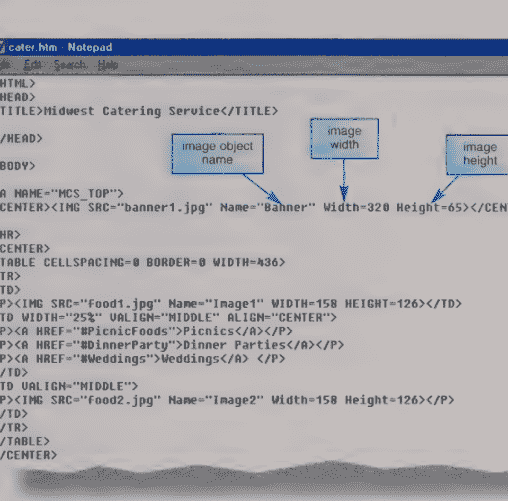 cater.htm - Notepad
Edit Search Help
HTML>
HEAD>
TITLE>Midwest Catering Service</TITLE>
/HEAD>
image object name
image width
image height
BODY>
A NAME="MCS_TOP">
CENTER><IMG SRC="banner1.jpg" Name="Banner" Width=320 Height=65></CEN
HR>
CENTER>
TABLE CELLSPACING=0 BORDER=0 WIDTH=436>
TR>
TD>
P><IMG SRC="food1.jpg" Name="Image1" WIDTH=158 HEIGHT=126></TD>
TD WIDTH="25%" VALIGN="MIDDLE" ALIGN="CENTER">
P><A HREF="#PicnicFoods">Picnics</A></P>
P><A HREF="#DinnerParty">Dinner Parties</A></P>
P><A HREF="#Weddings">Weddings</A> </P>
/TD>
TD VALIGN="MIDDLE">
P><IMG SRC="food2.jpg" Name="Image2" Width=158 Height=126></P>
/TD>
/TR>
/TABLE>
/CENTER>